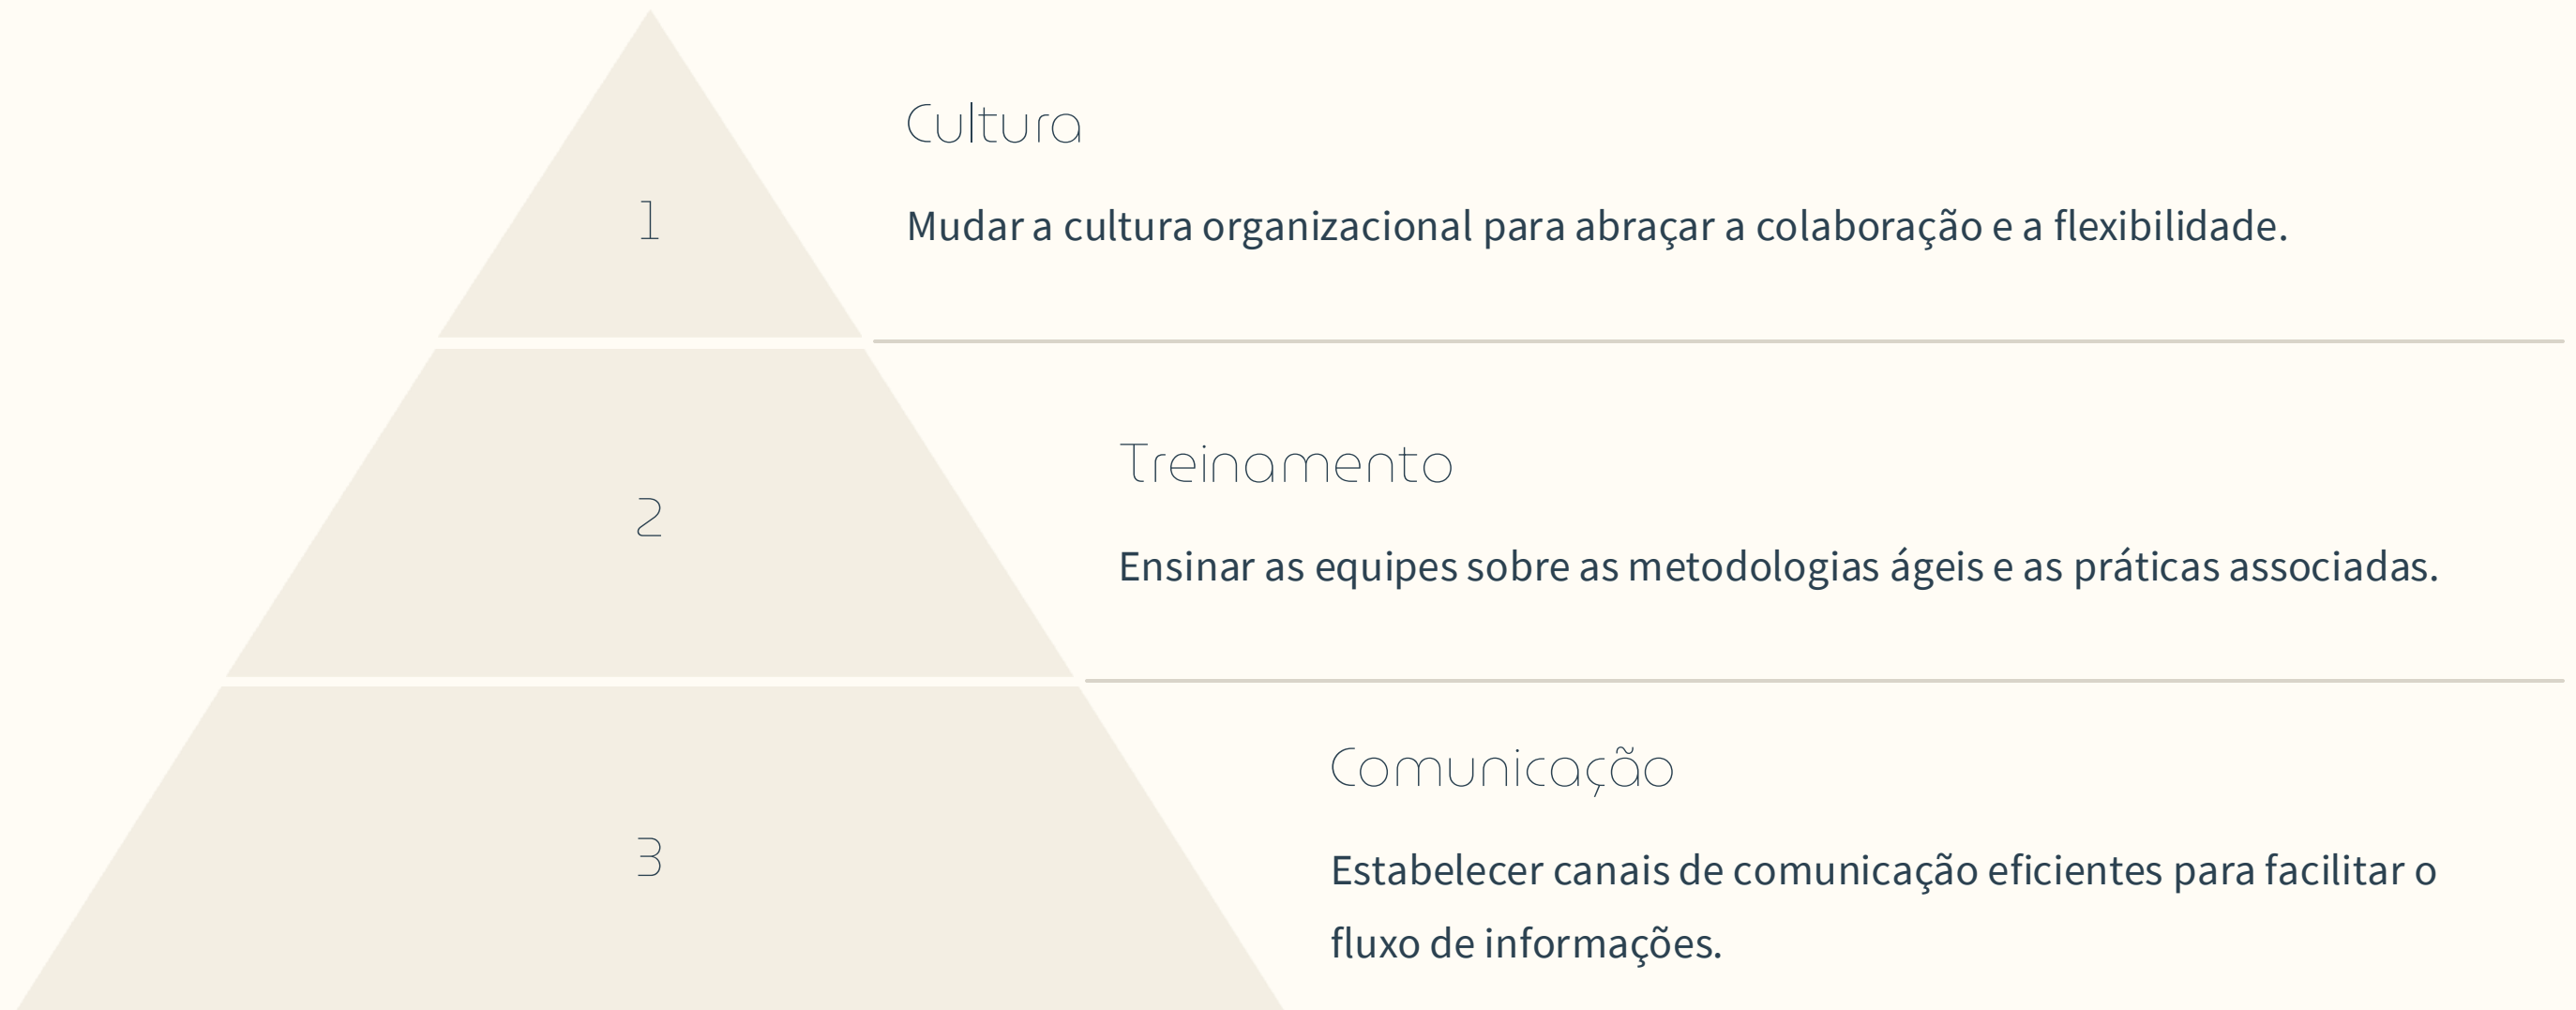 1
Cultura
Mudar a cultura organizacional para abraçar a colaboração e a flexibilidade.
2
Treinamento
Ensinar as equipes sobre as metodologias ágeis e as práticas associadas.
3
Comunicação
Estabelecer canais de comunicação eficientes para facilitar o
fluxo de informações.